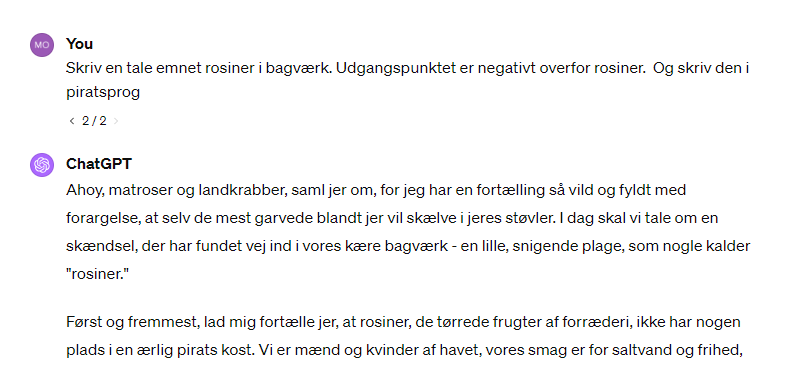 MO
You
Skriv en tale emnet rosiner i bagværk. Udgangspunktet er negativt overfor rosiner.  Og skriv den i
piratsprog
2 / 2
ChatGPT
Ahoy, matroser og landkrabber, saml jer om, for jeg har en fortælling så vild og fyldt med
forargelse, at selv de mest garvede blandt jer vil skælve i jeres støvler. I dag skal vi tale om en
skændsel, der har fundet vej ind i vores kære bagværk - en lille, snigende plage, som nogle kalder
"rosiner."
Først og fremmest, lad mig fortælle jer, at rosiner, de tørrede frugter af forræderi, ikke har nogen
plads i en ærlig pirats kost. Vi er mænd og kvinder af havet, vores smag er for saltvand og frihed,